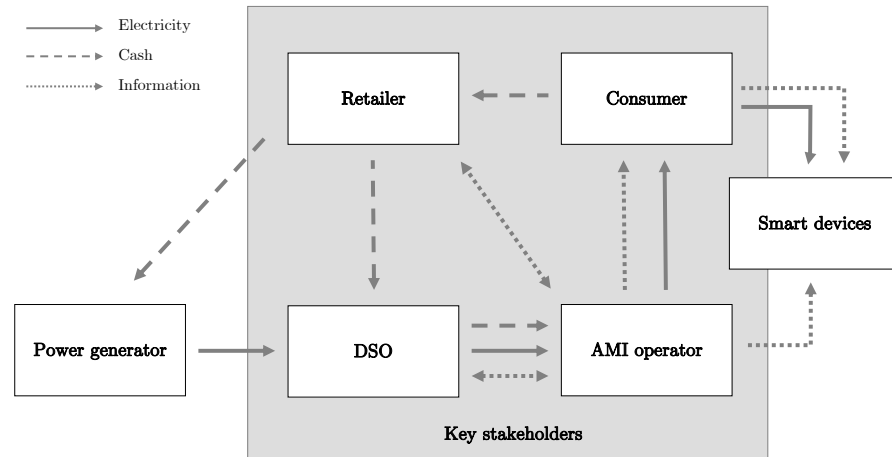 Electricity
Cash
Information
Retailer
Consumer
Smart devices
Power generator
DSO
AMI operator
Key stakeholders